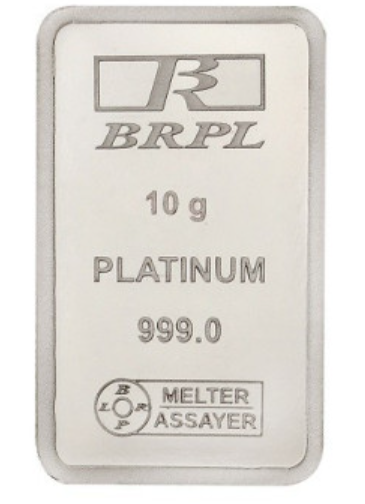 BRPL
10 g
PLATINUM
999.0
B
L R
P
MELTER
ASSAYER